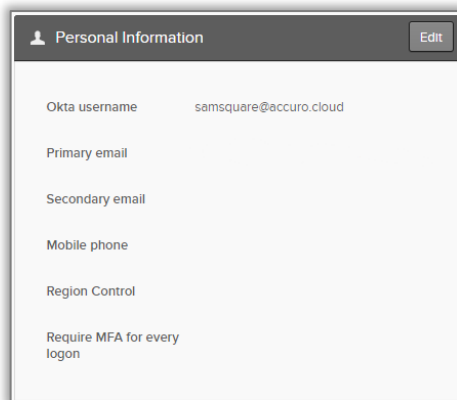 Personal Information Edit
Okta username samsquare@accuro.cloud
Primary email
Secondary email
Mobile phone
Region Control
Require MFA for every
logon